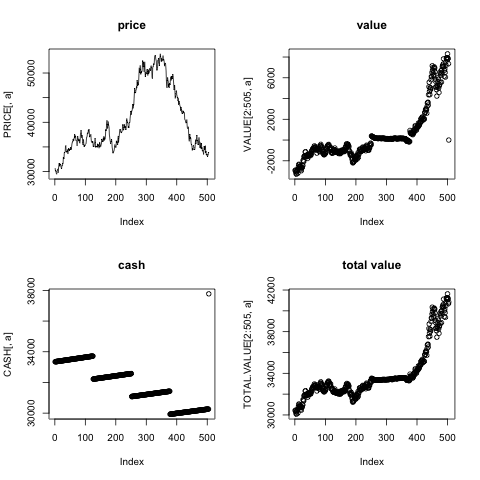 price
PRICE[, a]
30000 40000 50000
0 100 200 300 400 500
Index
value
VALUE[2:505, a]
-2000 2000 6000
0 100 200 300 400 500
Index
cash
CASH[, a]
30000 34000 38000
0 100 200 300 400 500
Index
total value
TOTAL.VALUE[2:505, a]
30000 34000 38000 42000
0 100 200 300 400 500
Index